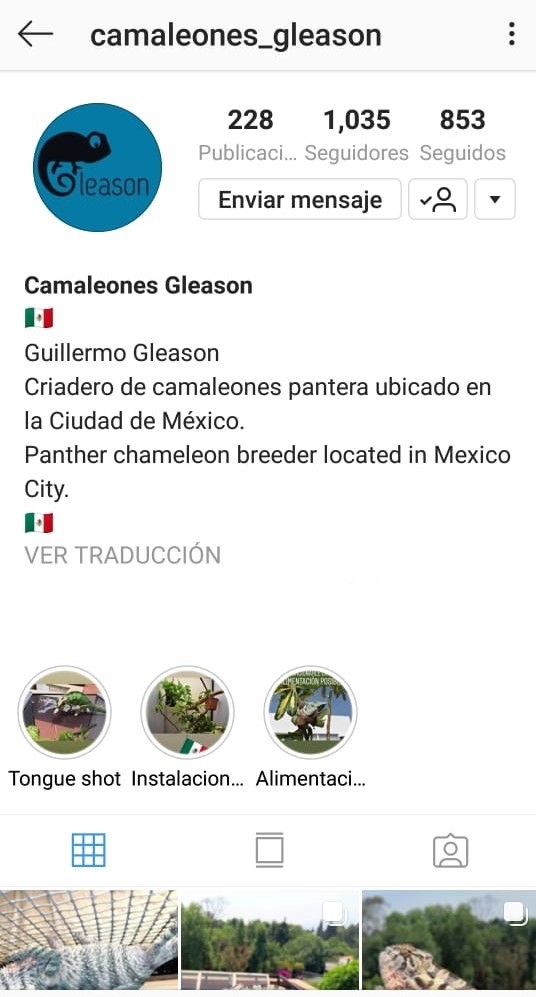 camaleones_gleason
228 1,035 853
Publicaci... Seguidores Seguidos
Gleason
Enviar mensaje
Camaleones Gleason
Guillermo Gleason
Criadero de camaleones pantera ubicado en
la Ciudad de México.
Panther chameleon breeder located in Mexico
City.
VER TRADUCCIÓN
LIMENTACIÓN POSIB
Tongue shot Instalacion... Alimentaci...